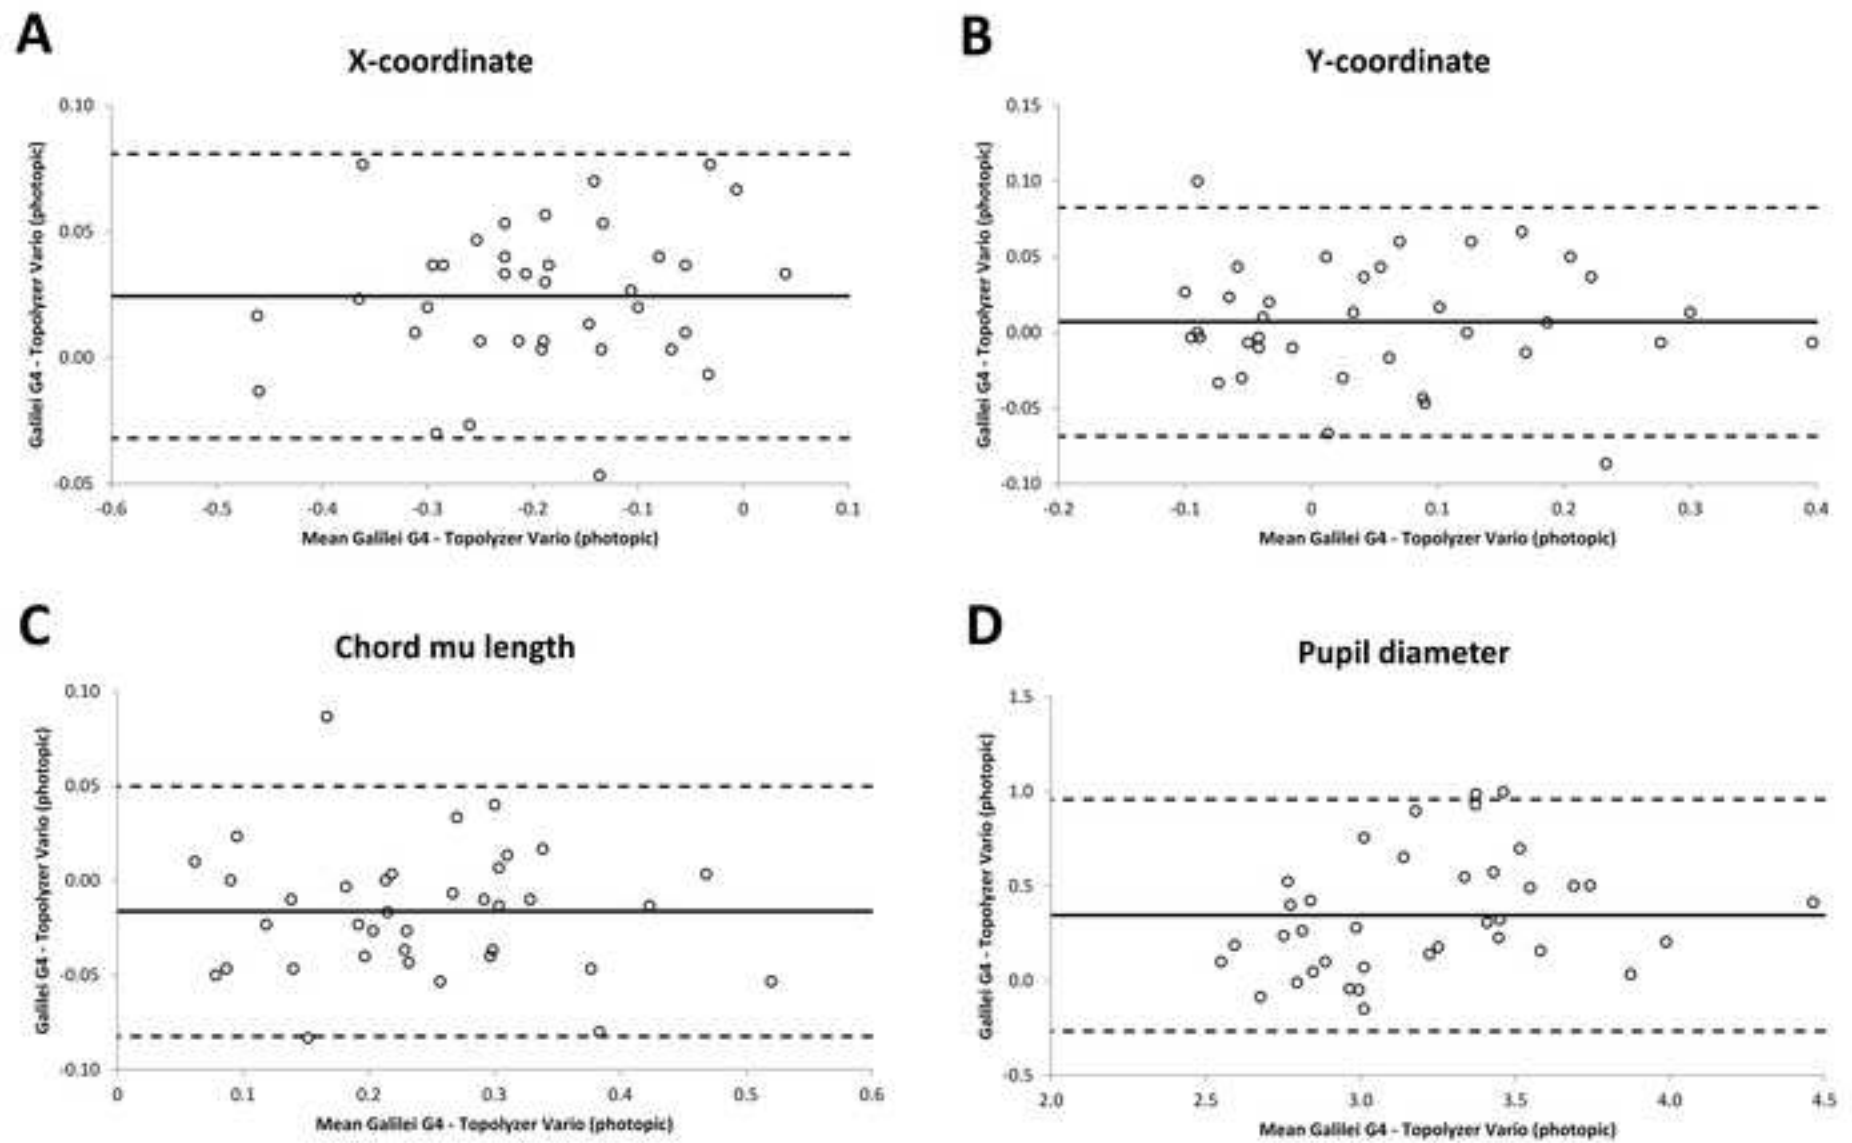 A
X-coordinate
0.10
0.05
0.00
-0.05
Galilei G4 - Topolyzer Vario (photopic)
-0.6 -0.5 -0.4 -0.3 -0.2 -0.1 0 0.1
Mean Galilei G4 - Topolyzer Vario (photopic)
B
Y-coordinate
0.15
0.10
0.05
0.00
-0.05
-0.10
Galilei G4 - Topolyzer Vario (photopic)
-0.2 -0.1 0 0.1 0.2 0.3 0.4
Mean Galilei G4 - Topolyzer Vario (photopic)
C
Chord mu length
0.10
0.05
0.00
-0.05
-0.10
Galilei G4 - Topolyzer Vario (photopic)
0 0.1 0.2 0.3 0.4 0.5 0.6
Mean Galilei G4 - Topolyzer Vario (photopic)
D
Pupil diameter
1.5
1.0
0.5
0.0
-0.5
Galilei G4 - Topolyzer Vario (photopic)
2.0 2.5 3.0 3.5 4.0 4.5
Mean Galilei G4 - Topolyzer Vario (photopic)